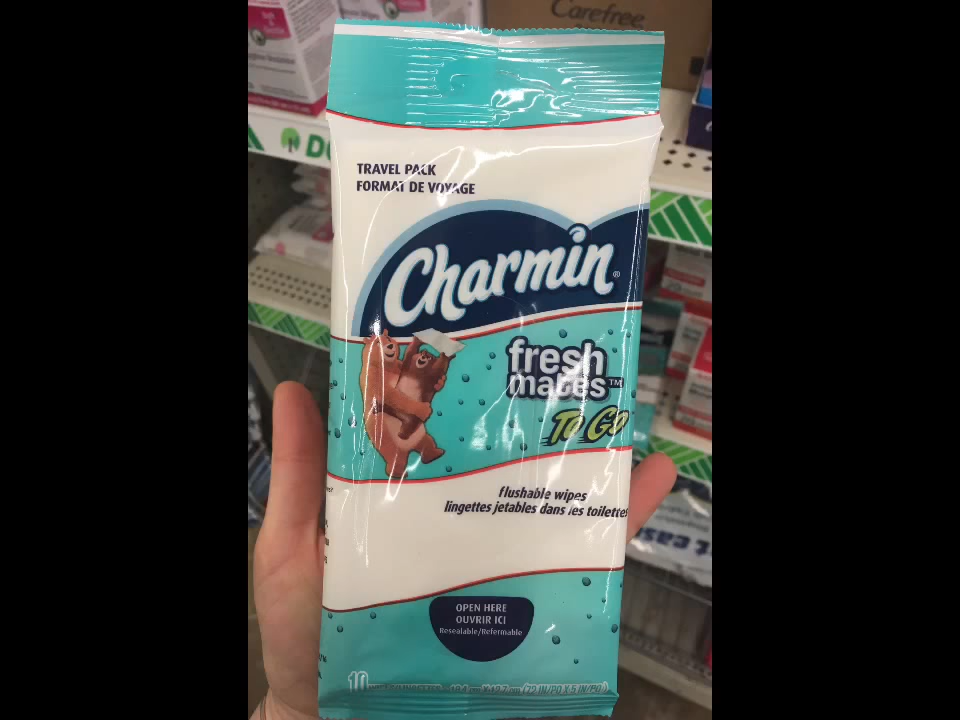 Carefree
TRAVEL PACK
FORMAT DE VOYAGE
Charmin®
fresh
mates™
TO GO
flushable wipes
lingettes jetables dans les toilettes
OPEN HERE
OUVRIR ICI
Resealable/Refermable
10